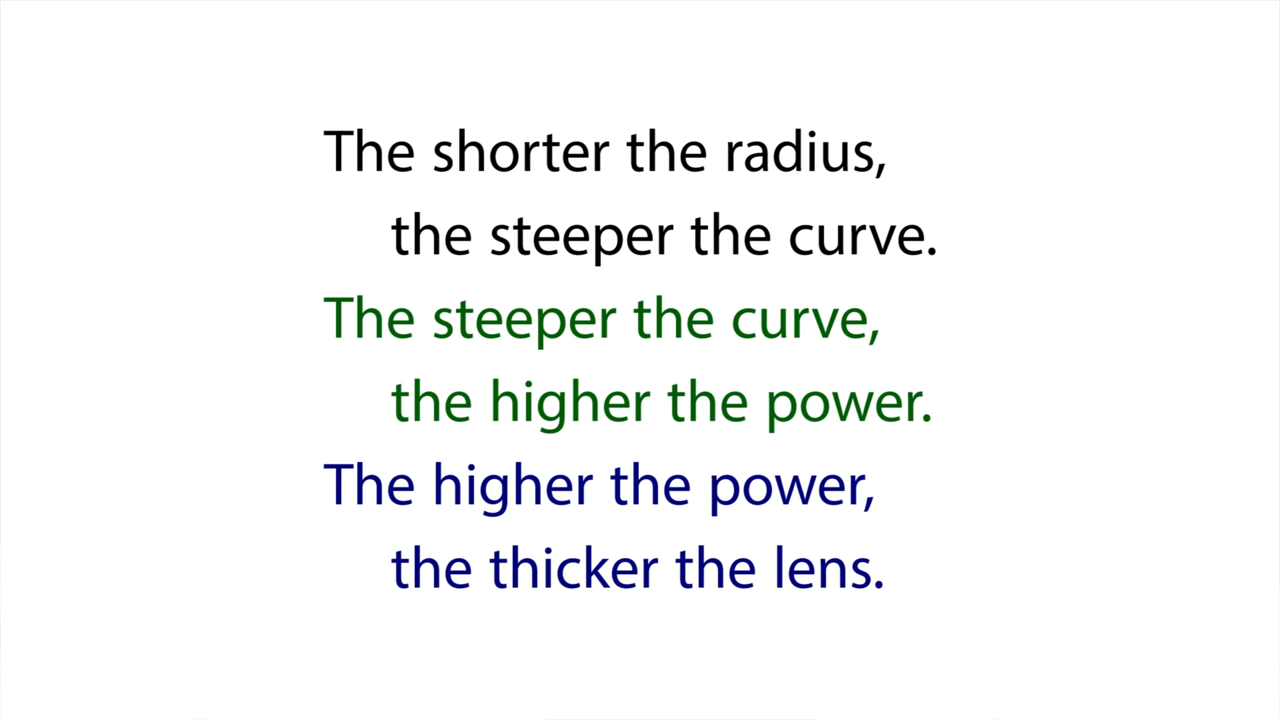 The shorter the radius,
the steeper the curve.
The steeper the curve,
the higher the power.
The higher the power,
the thicker the lens.